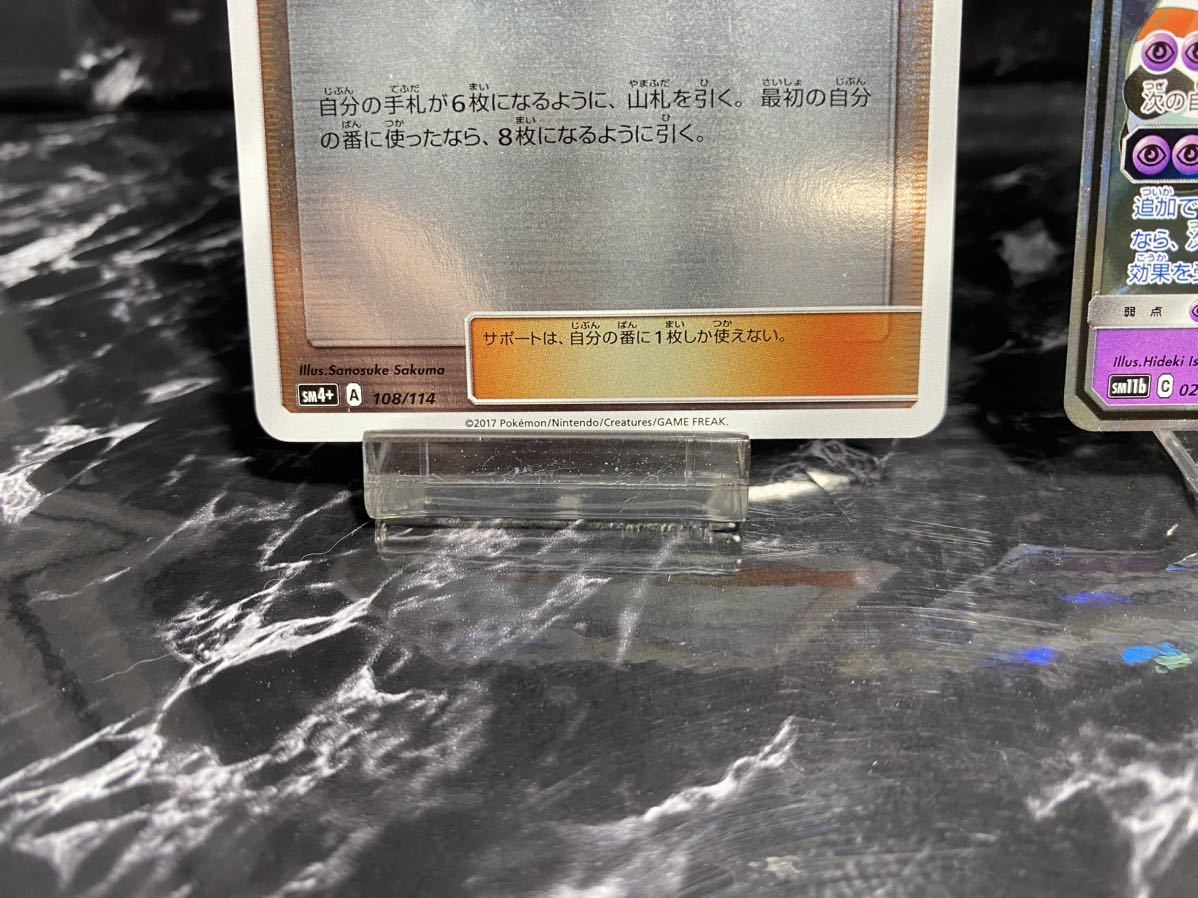 自分の手札が6枚になるように、山札を引く。最初の自分
の番に使ったなら、8枚になるように引く。
サポートは、自分の番に1枚しか使えない。
Illus.Sanosuke Sakuma
SM4+ A 108/114
©2017 Pokémon/Nintendo/Creatures/GAME FREAK.
次の自
追加で
なら、
効果を
弱点
Illus.Hideki
SM11b C 02